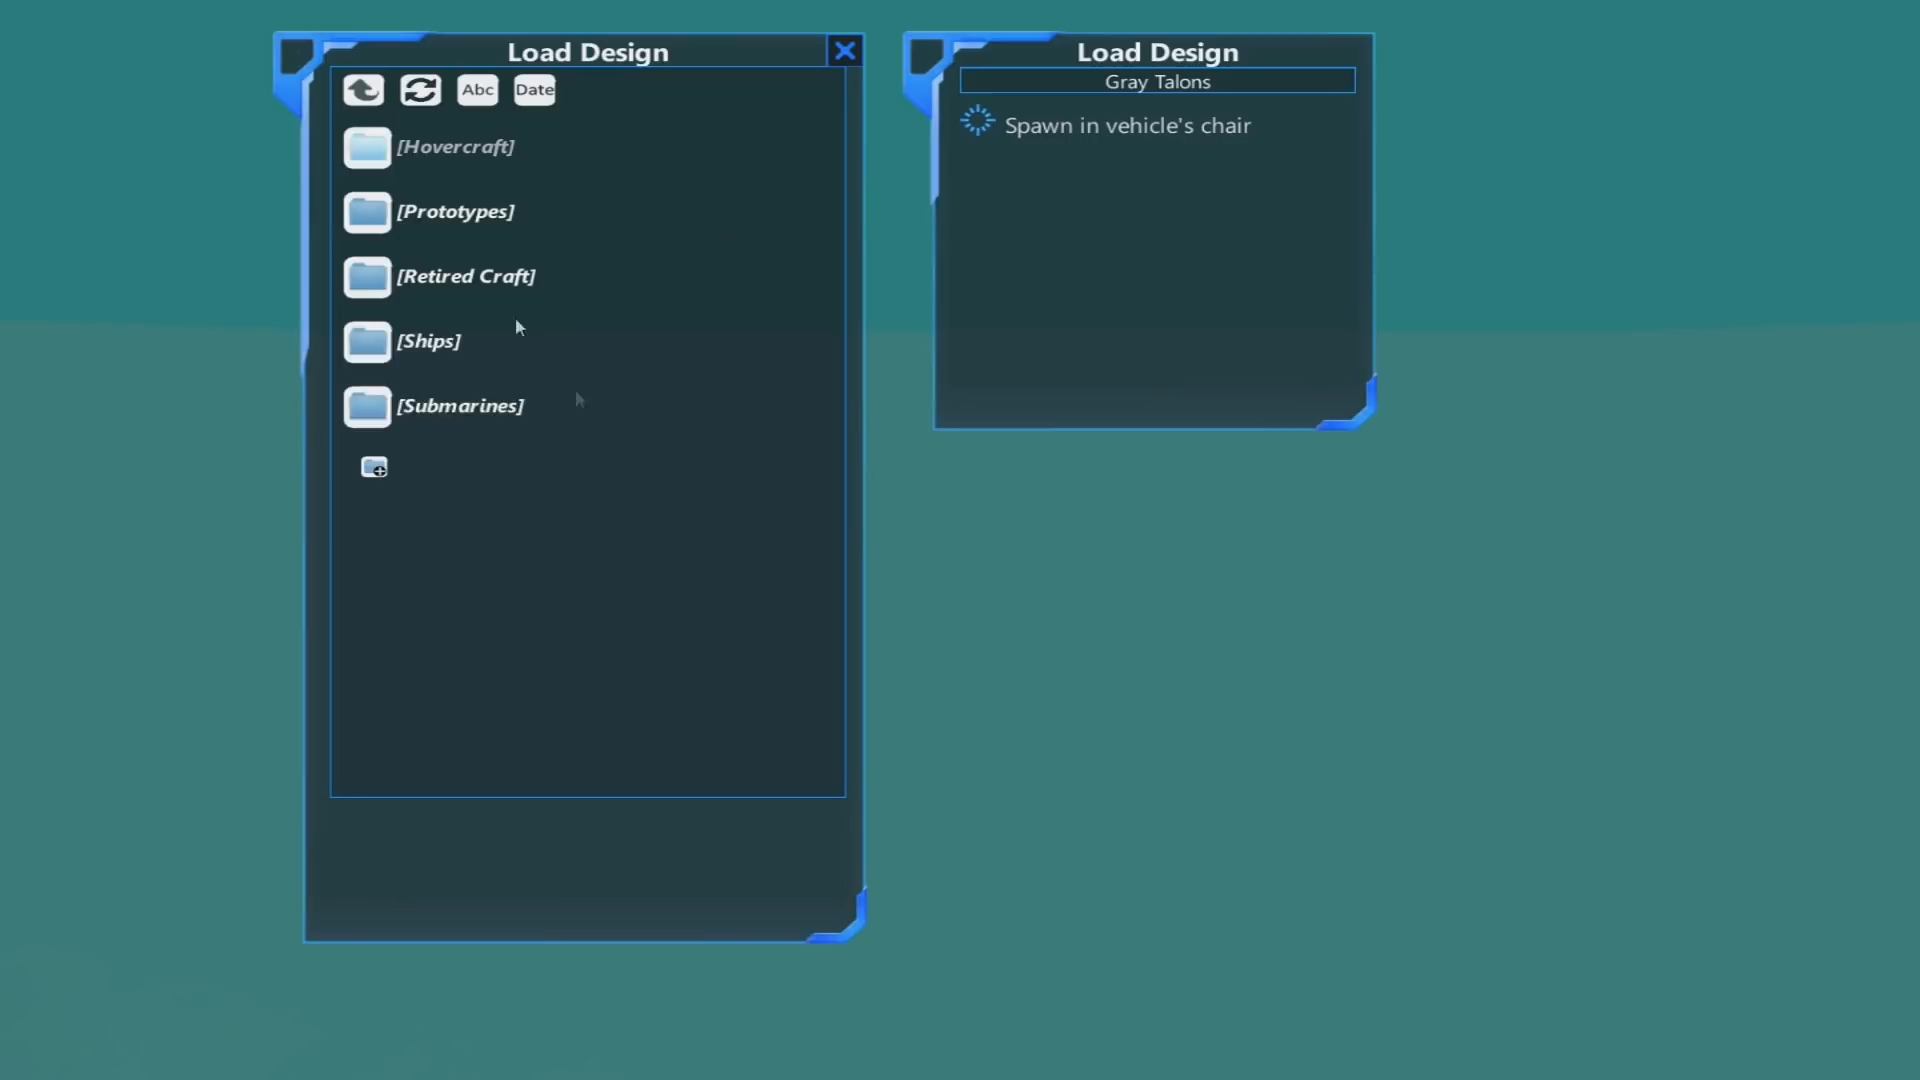 Load Design
Abc Date
[Hovercraft]
[Prototypes]
[Retired Craft]
[Ships]
[Submarines]
Load Design
Gray Talons
Spawn in vehicle's chair